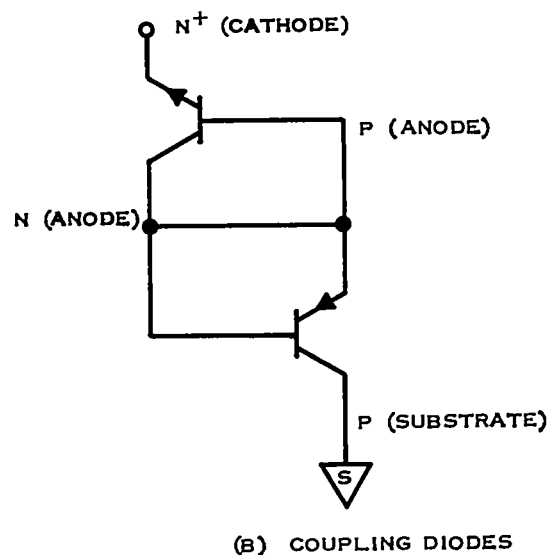 N+ (CATHODE)
P (ANODE)
N (ANODE)
P (SUBSTRATE)
S
(B) COUPLING DIODES